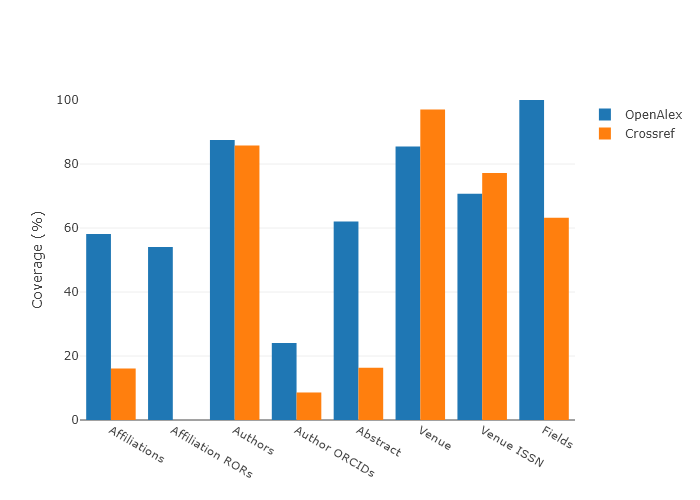 100
80
60
40
20
0
Coverage (%)
Affiliations
Affiliation RORs
Authors
Author ORCIDs
Abstract
Venue
Venue ISSN
Fields
OpenAlex
Crossref